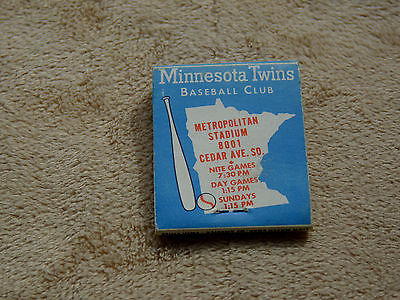 Minnesota Twins
BASEBALL CLUB
METROPOLITAN
STADIUM
8001
CEDAR AVE. SO.
NITE GAMES
7:30 PM
DAY GAMES
1:15 PM
SUNDAYS
1:15 PM